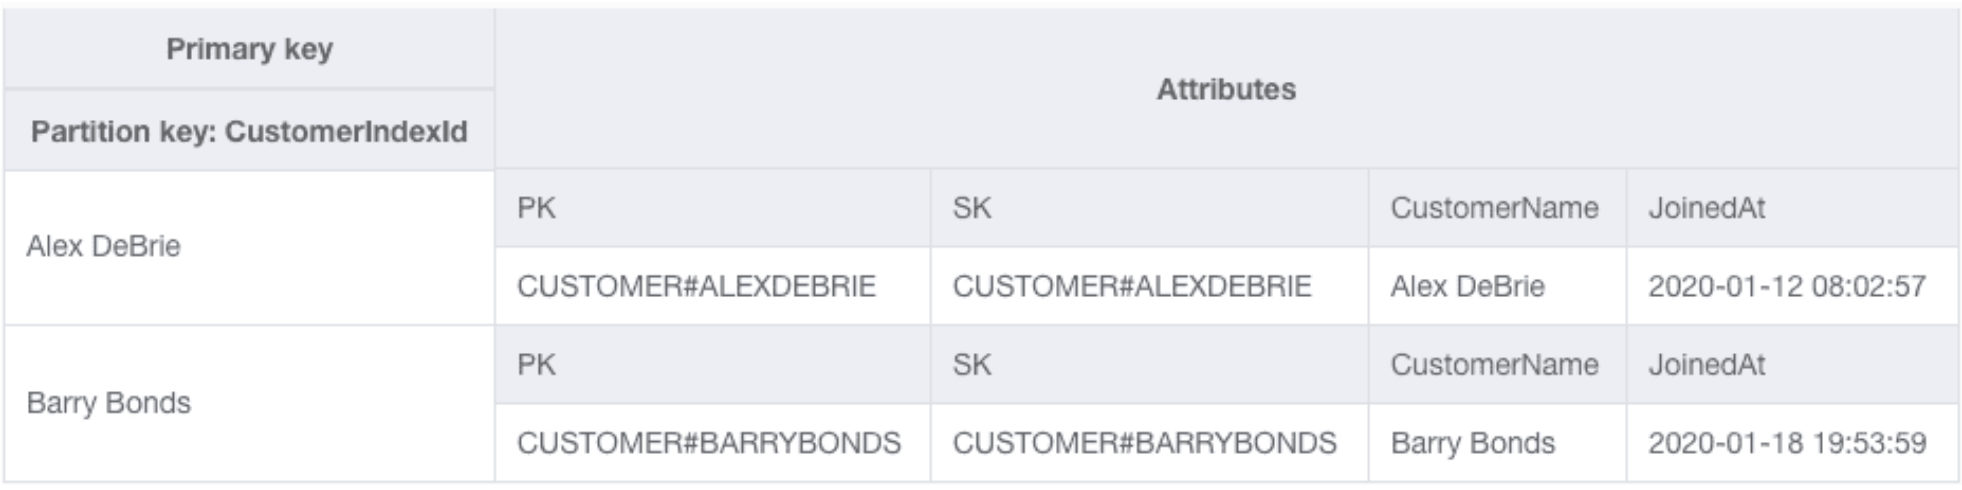 Primary key
Attributes
Partition key: CustomerIndexId
PK SK CustomerName JoinedAt
Alex DeBrie
CUSTOMER#ALEXDEBRIE CUSTOMER#ALEXDEBRIE Alex DeBrie 2020-01-12 08:02:57
PK SK CustomerName JoinedAt
Barry Bonds
CUSTOMER#BARRYBONDS CUSTOMER#BARRYBONDS Barry Bonds 2020-01-18 19:53:59